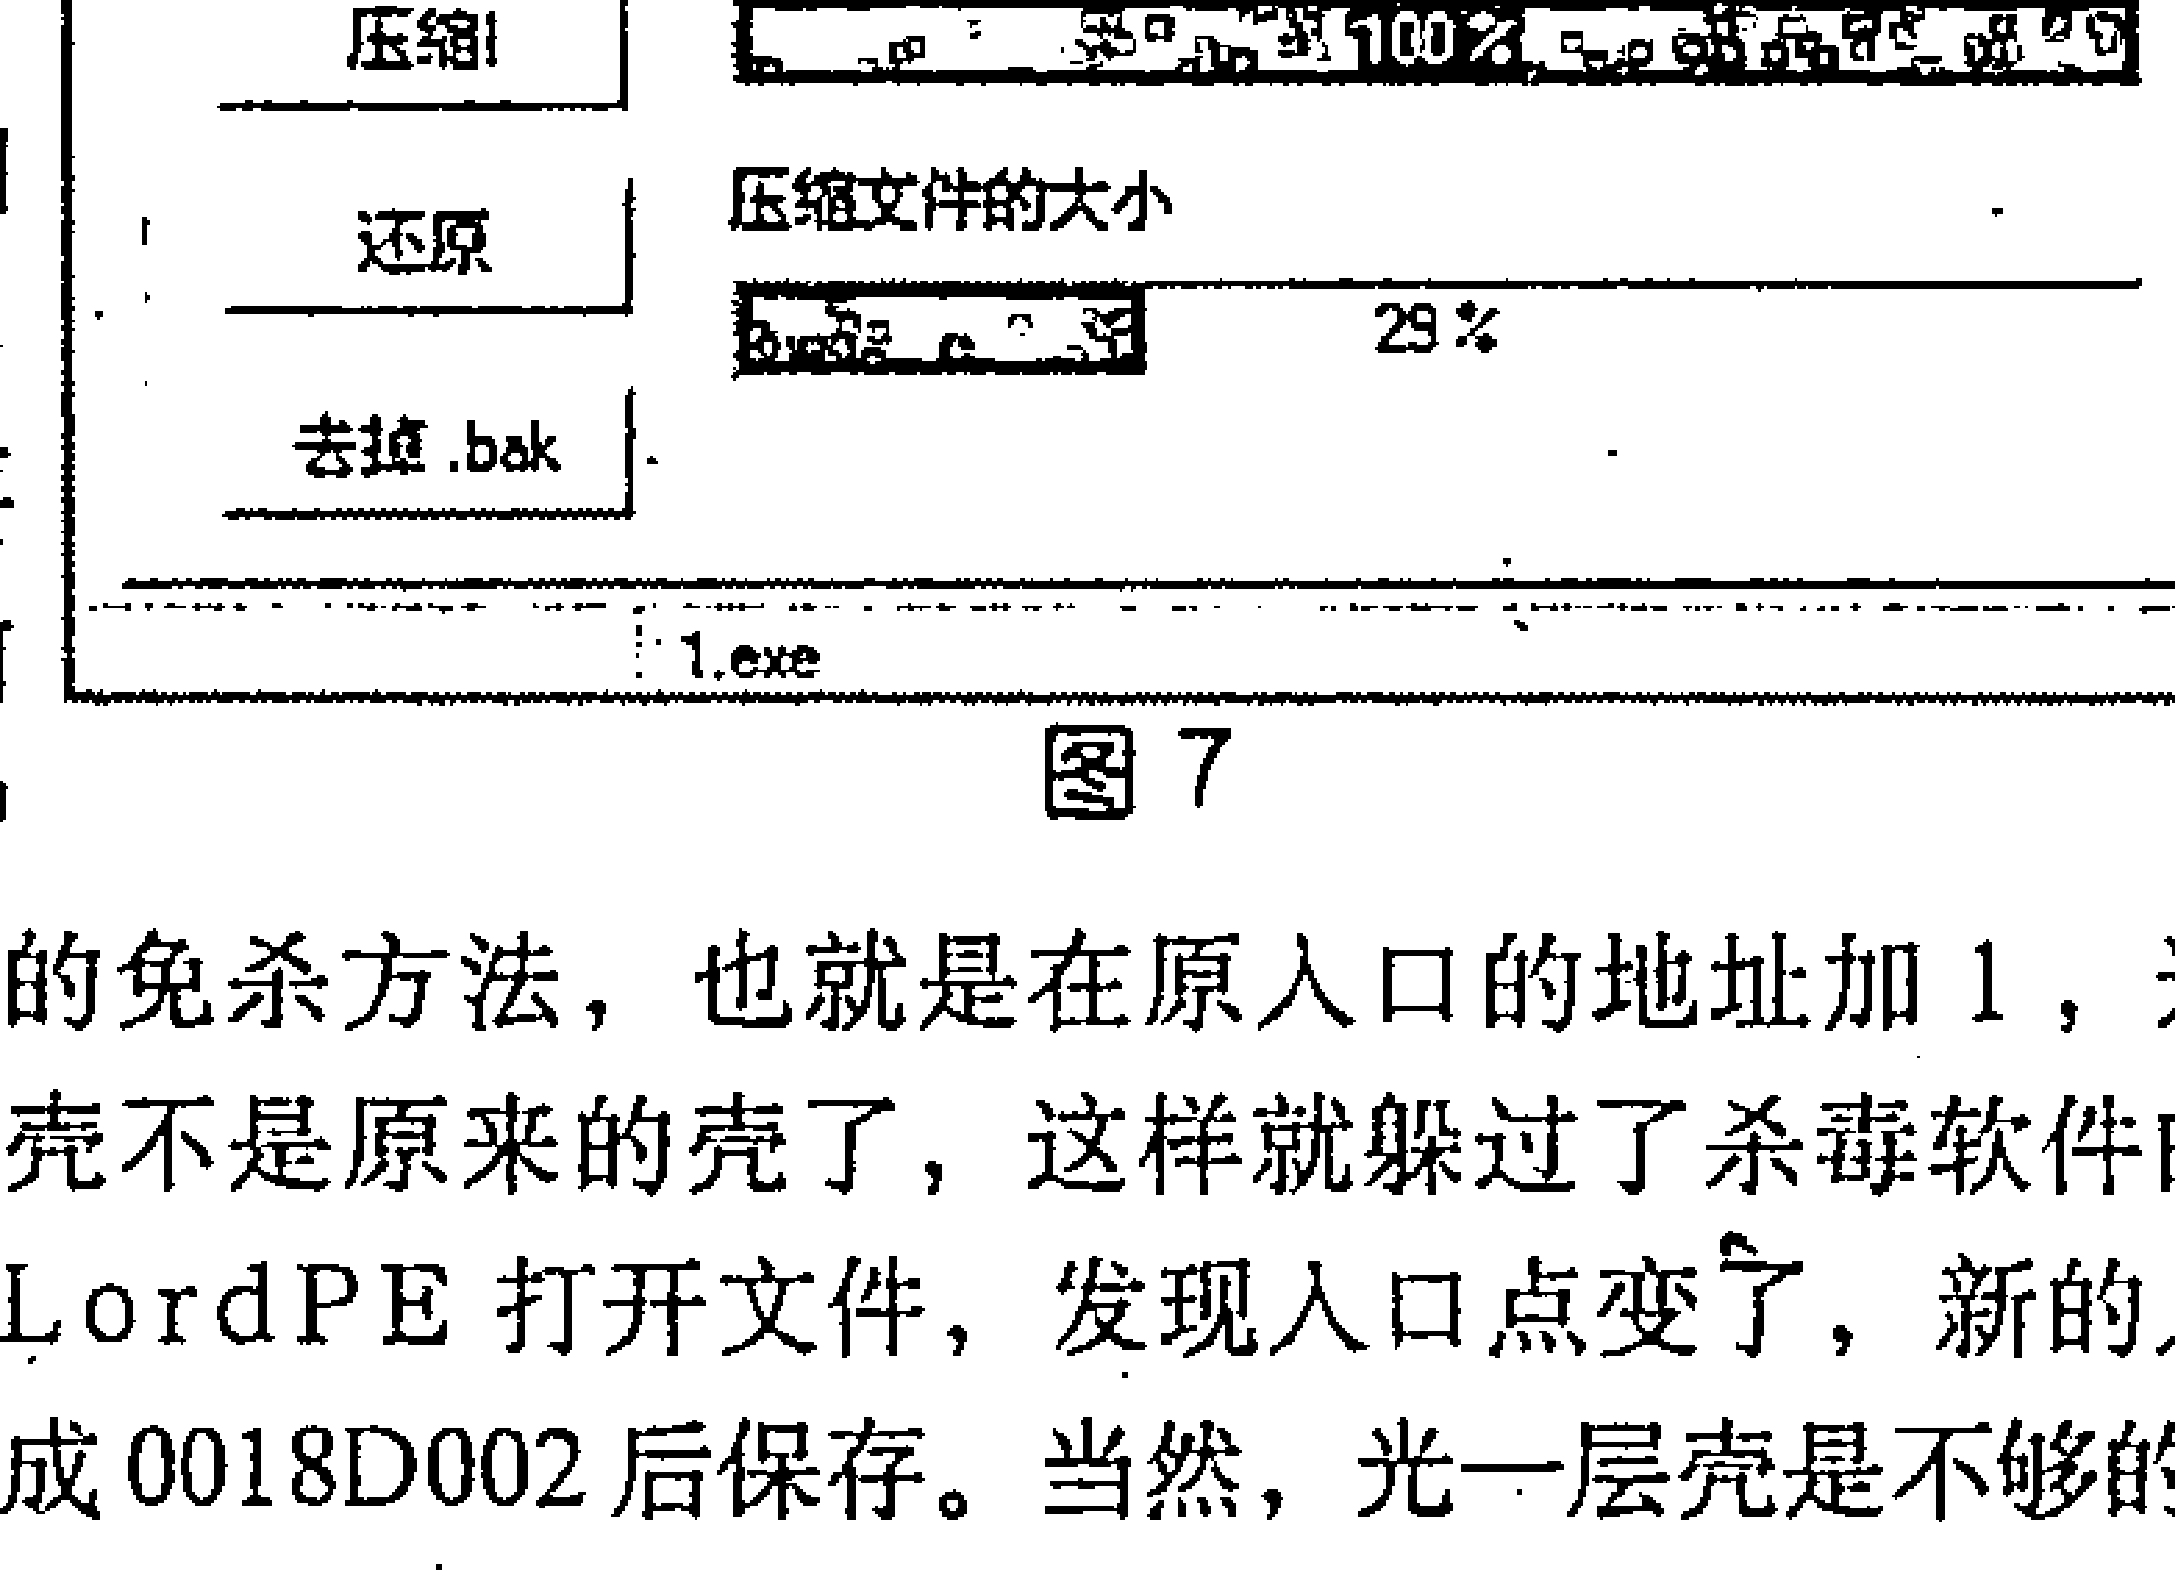 压缩! 100%
还原 压缩文件的大小
29%
去掉.bak
1.exe
图 7
的免杀方法，也就是在原入口的地址加 1，
壳不是原来的壳了，这样就躲过了杀毒软件
LordPE 打开文件，发现入口点变了，新的
成 0018D002 后保存。当然，光一层壳是不够的